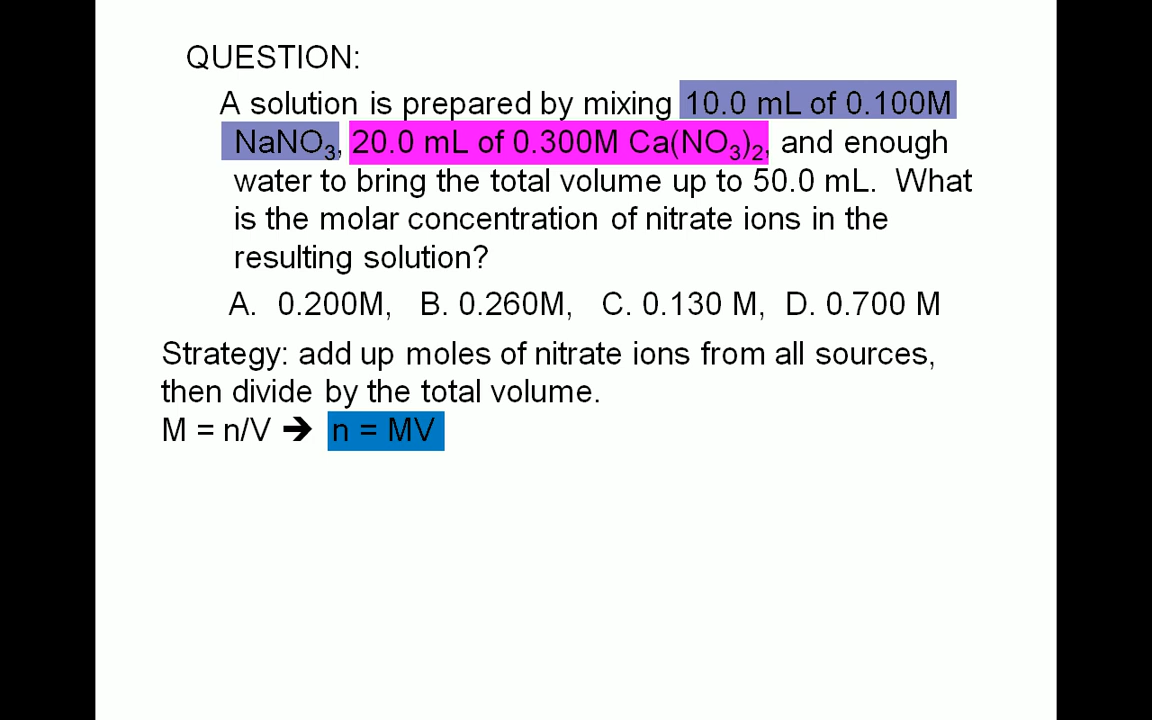 QUESTION:
A solution is prepared by mixing 10.0 mL of 0.100M
NaNO₃, 20.0 mL of 0.300M Ca(NO₃)₂, and enough
water to bring the total volume up to 50.0 mL. What
is the molar concentration of nitrate ions in the
resulting solution?
A. 0.200M, B. 0.260M, C. 0.130 M, D. 0.700 M
Strategy: add up moles of nitrate ions from all sources,
then divide by the total volume.
M = n/V ➔ n = MV